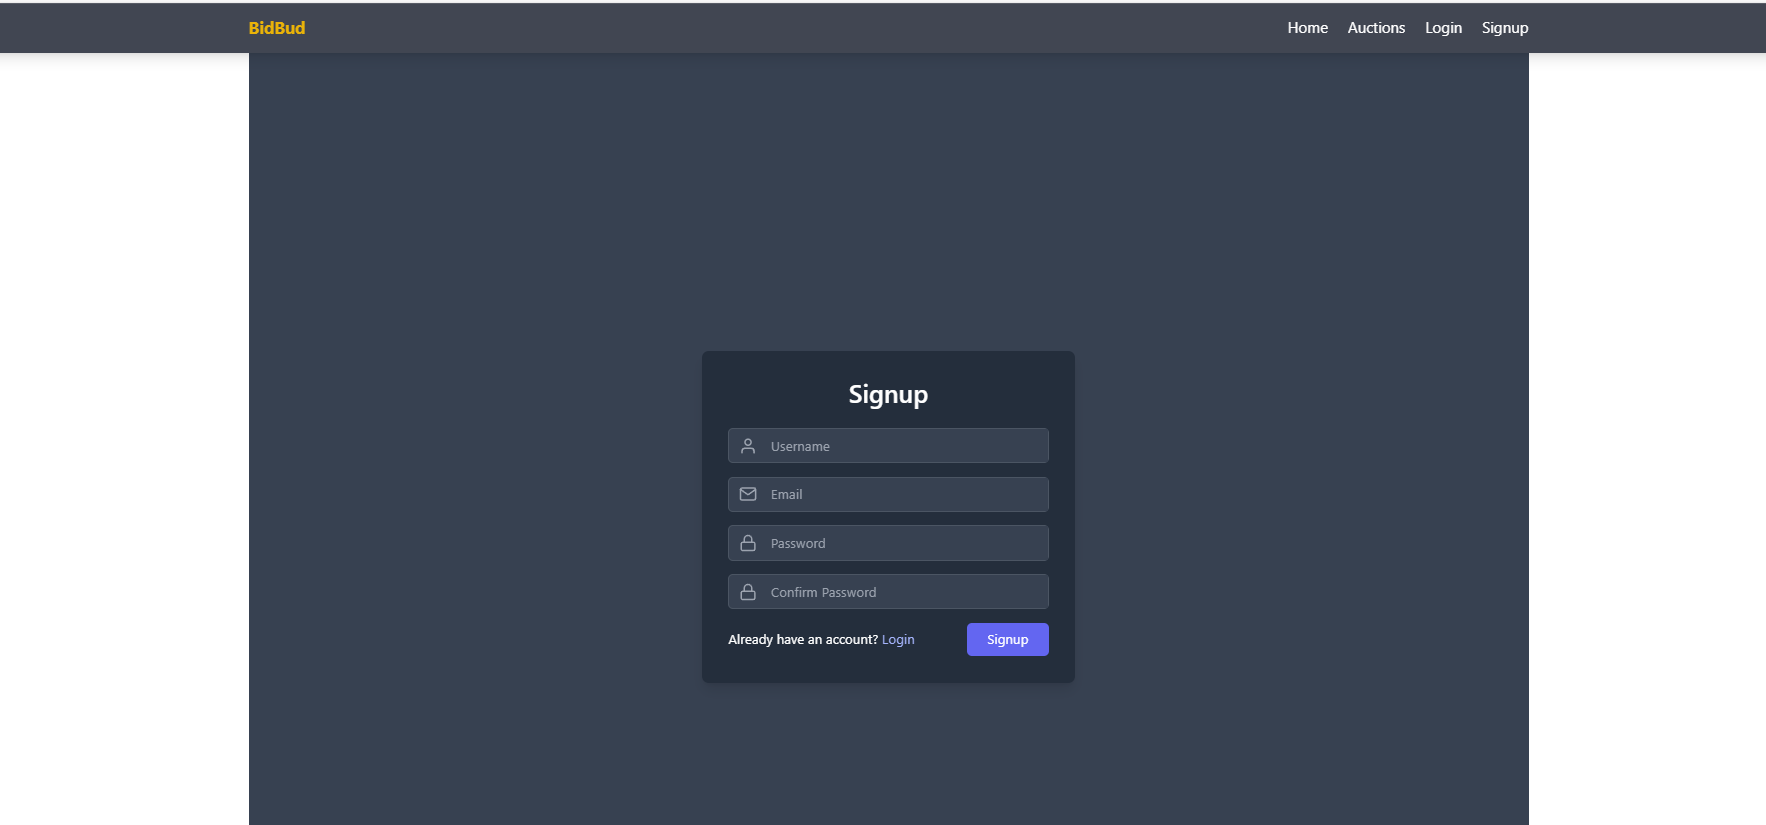 BidBud Home Auctions Login Signup
Signup
Username
Email
Password
Confirm Password
Already have an account? Login Signup